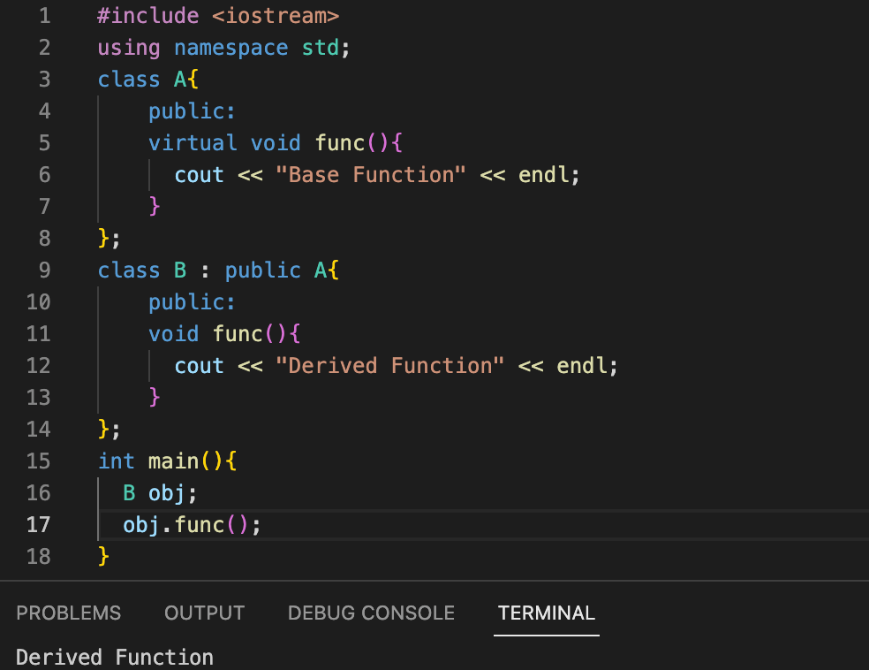 1 #include <iostream>
2 using namespace std;
3 class A{
4     public:
5     virtual void func(){
6       cout << "Base Function" << endl;
7     }
8 };
9 class B : public A{
10     public:
11     void func(){
12       cout << "Derived Function" << endl;
13     }
14 };
15 int main(){
16   B obj;
17   obj.func();
18 }
PROBLEMS OUTPUT DEBUG CONSOLE TERMINAL
Derived Function